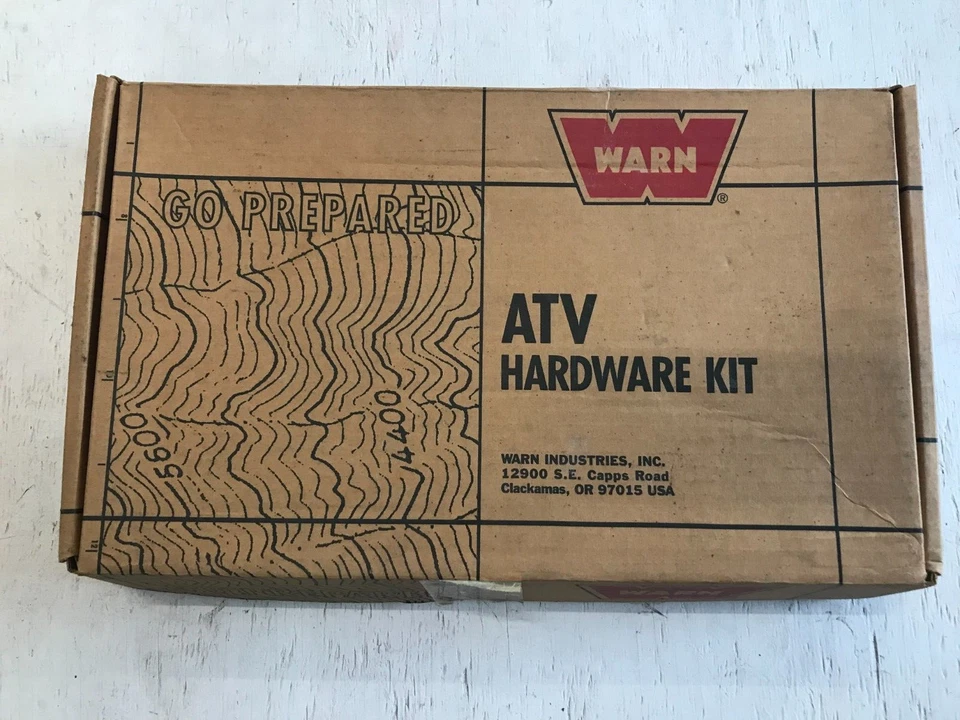 WARN
®
GO PREPARED
ATV
HARDWARE KIT
5600
4400
WARN INDUSTRIES, INC.
12900 S.E. Capps Road
Clackamas, OR 97015 USA
12
WARN